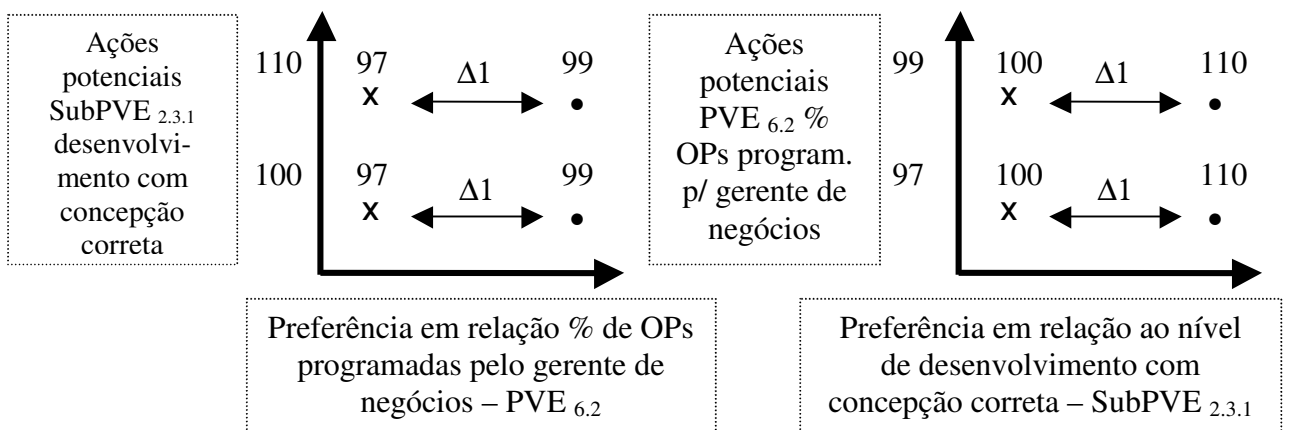 Ações
potenciais
SubPVE 2.3.1
desenvolvi-
mento com
concepção
correta
110 97 Δ1 99
x •
100 97 Δ1 99
x •
Preferência em relação % de OPs
programadas pelo gerente de
negócios – PVE 6.2
Ações
potenciais
PVE 6.2 %
OPs program.
p/ gerente de
negócios
99 100 Δ1 110
x •
97 100 Δ1 110
x •
Preferência em relação ao nível
de desenvolvimento com
concepção correta – SubPVE 2.3.1